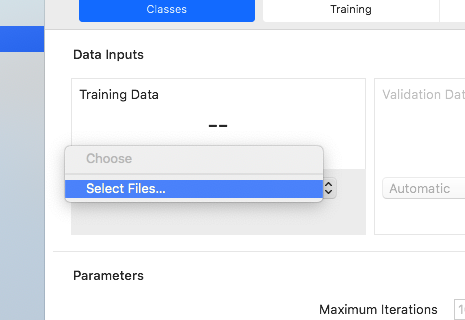 Classes
Training
Data Inputs
Training Data
--
Validation Dat
Choose
Select Files...
Automatic
Parameters
Maximum Iterations